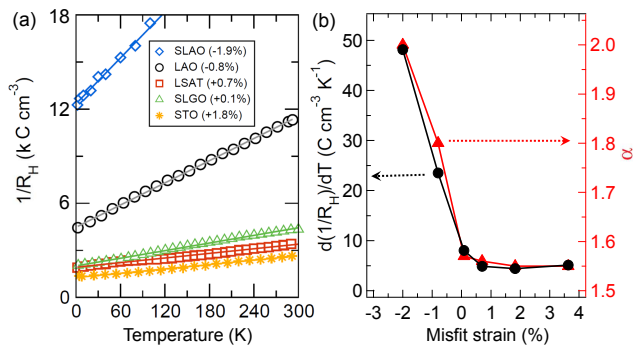 (a)
1/R_H (k C cm⁻³)
18
12
6
0
SLAO (-1.9%)
LAO (-0.8%)
LSAT (+0.7%)
SLGO (+0.1%)
STO (+1.8%)
0 60 120 180 240 300
Temperature (K)
(b)
d(1/R_H)/dT (C cm⁻³ K⁻¹)
50
40
30
20
10
0
2.0
1.9
1.8
1.7
1.6
1.5
α
-3 -2 -1 0 1 2 3 4
Misfit strain (%)